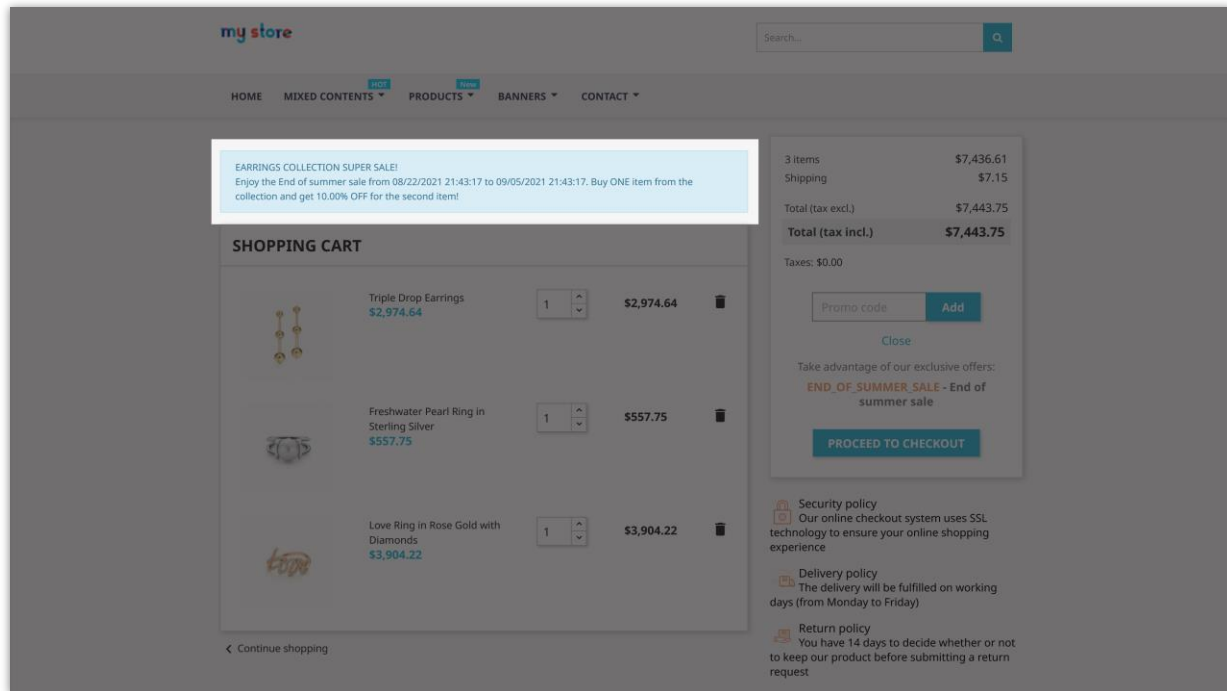 my store
Search...
HOME
MIXED CONTENTS
HOT
PRODUCTS
New
BANNERS
CONTACT
EARRINGS COLLECTION SUPER SALE!
Enjoy the End of summer sale from 08/22/2021 21:43:17 to 09/05/2021 21:43:17. Buy ONE item from the
collection and get 10.00% OFF for the second item!
SHOPPING CART
Triple Drop Earrings
$2,974.64
1
$2,974.64
Freshwater Pearl Ring in
Sterling Silver
$557.75
1
$557.75
Love Ring in Rose Gold with
Diamonds
$3,904.22
1
$3,904.22
Continue shopping
3 items $7,436.61
Shipping $7.15
Total (tax excl.) $7,443.75
Total (tax incl.) $7,443.75
Taxes: $0.00
Promo code
Add
Close
Take advantage of our exclusive offers:
END_OF_SUMMER_SALE - End of
summer sale
PROCEED TO CHECKOUT
Security policy
Our online checkout system uses SSL
technology to ensure your online shopping
experience
Delivery policy
The delivery will be fulfilled on working
days (from Monday to Friday)
Return policy
You have 14 days to decide whether or not
to keep our product before submitting a return
request